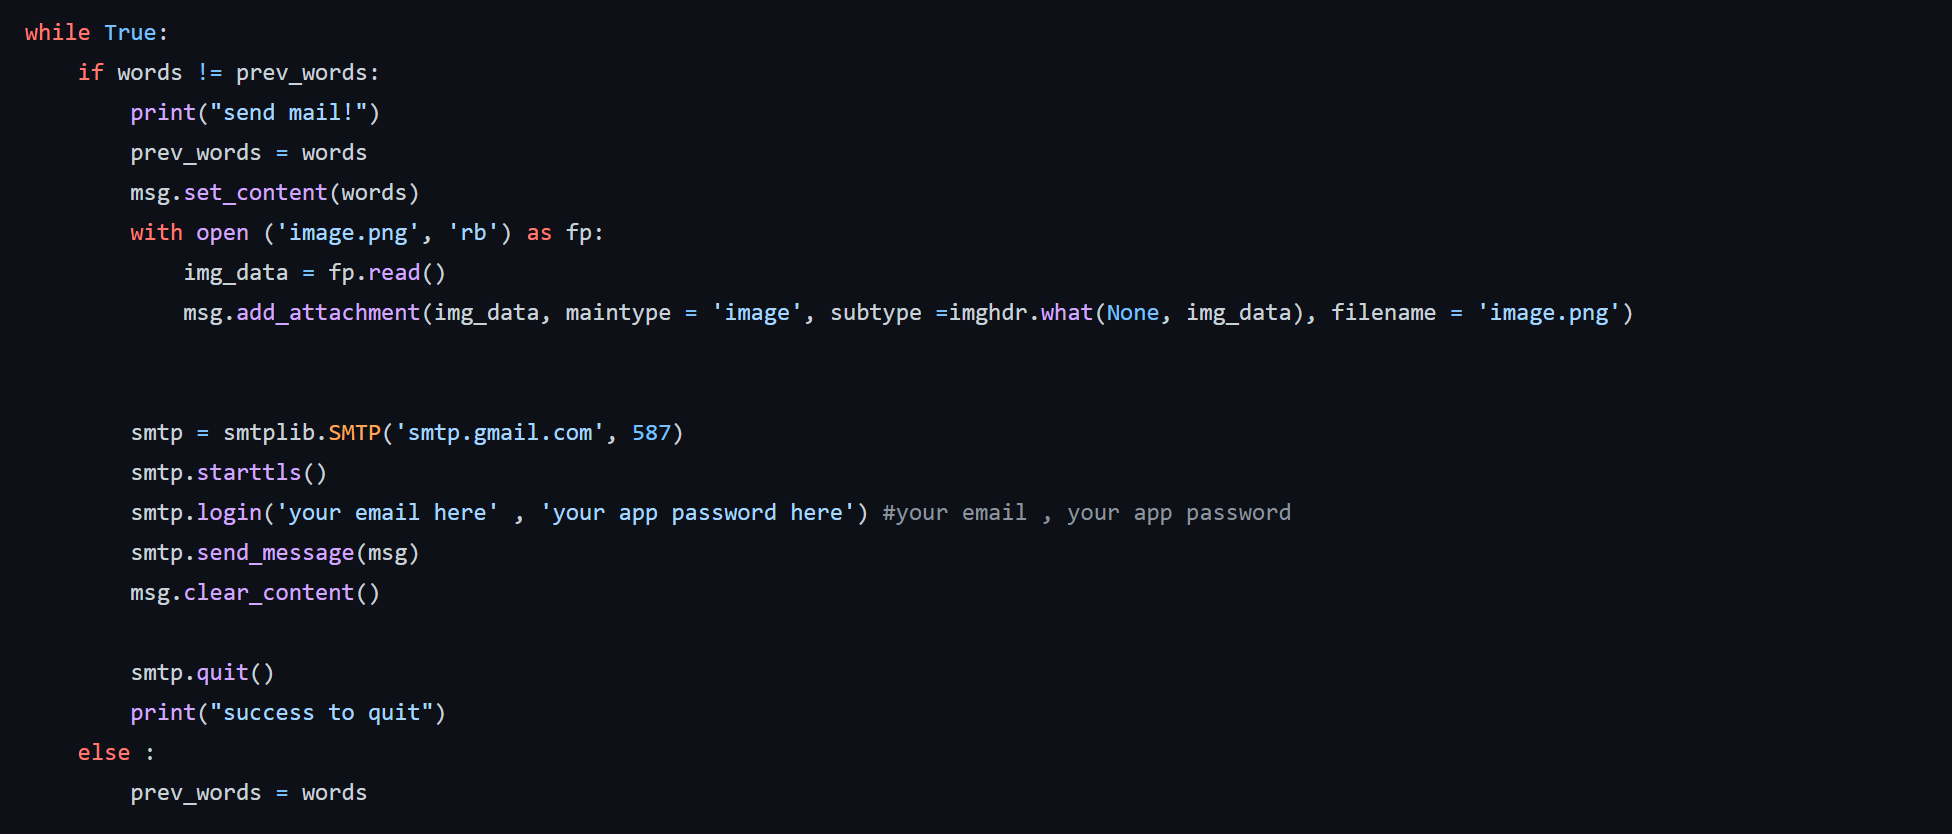 while True:
    if words != prev_words:
        print("send mail!")
        prev_words = words
        msg.set_content(words)
        with open ('image.png', 'rb') as fp:
            img_data = fp.read()
            msg.add_attachment(img_data, maintype = 'image', subtype =imghdr.what(None, img_data), filename = 'image.png')
        smtp = smtplib.SMTP('smtp.gmail.com', 587)
        smtp.starttls()
        smtp.login('your email here' , 'your app password here') #your email , your app password
        smtp.send_message(msg)
        msg.clear_content()
        smtp.quit()
        print("success to quit")
    else :
        prev_words = words